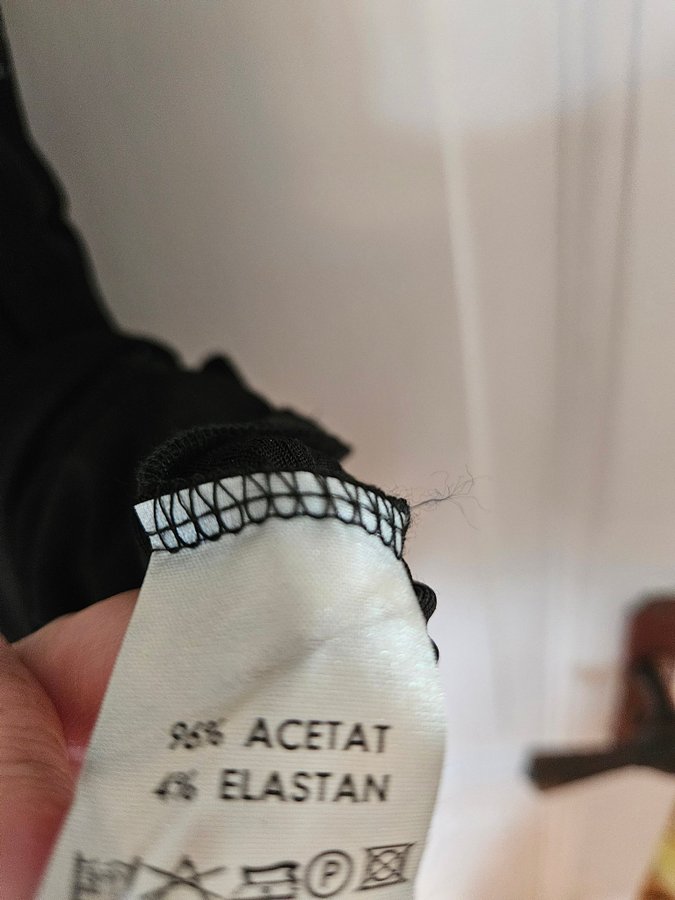 96% ACETAT
4% ELASTAN
P